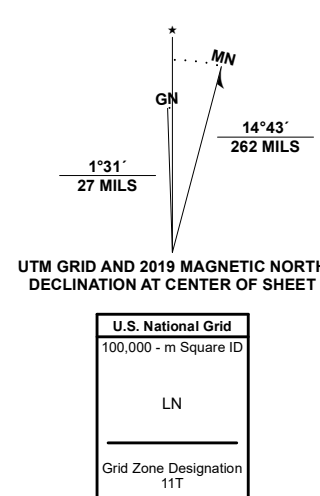 ★
MN
GN
14°43´
262 MILS
1°31´
27 MILS
UTM GRID AND 2019 MAGNETIC NORTH
DECLINATION AT CENTER OF SHEET
U.S. National Grid
100,000 - m Square ID
LN
Grid Zone Designation
11T